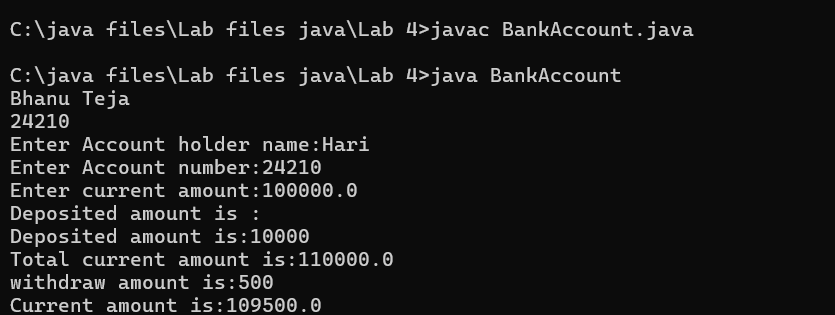 C:\java files\Lab files java\Lab 4>javac BankAccount.java
C:\java files\Lab files java\Lab 4>java BankAccount
Bhanu Teja
24210
Enter Account holder name:Hari
Enter Account number:24210
Enter current amount:100000.0
Deposited amount is :
Deposited amount is:10000
Total current amount is:110000.0
withdraw amount is:500
Current amount is:109500.0